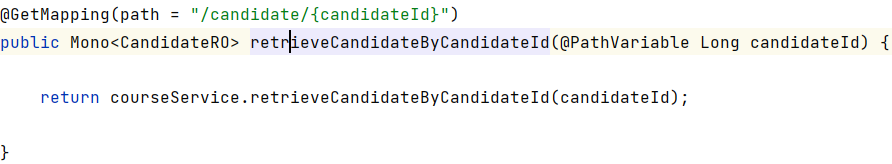 @GetMapping(path = "/candidate/{candidateId}")
public Mono<CandidateRO> retrieveCandidateByCandidateId(@PathVariable Long candidateId) {
return courseService.retrieveCandidateByCandidateId(candidateId);
}